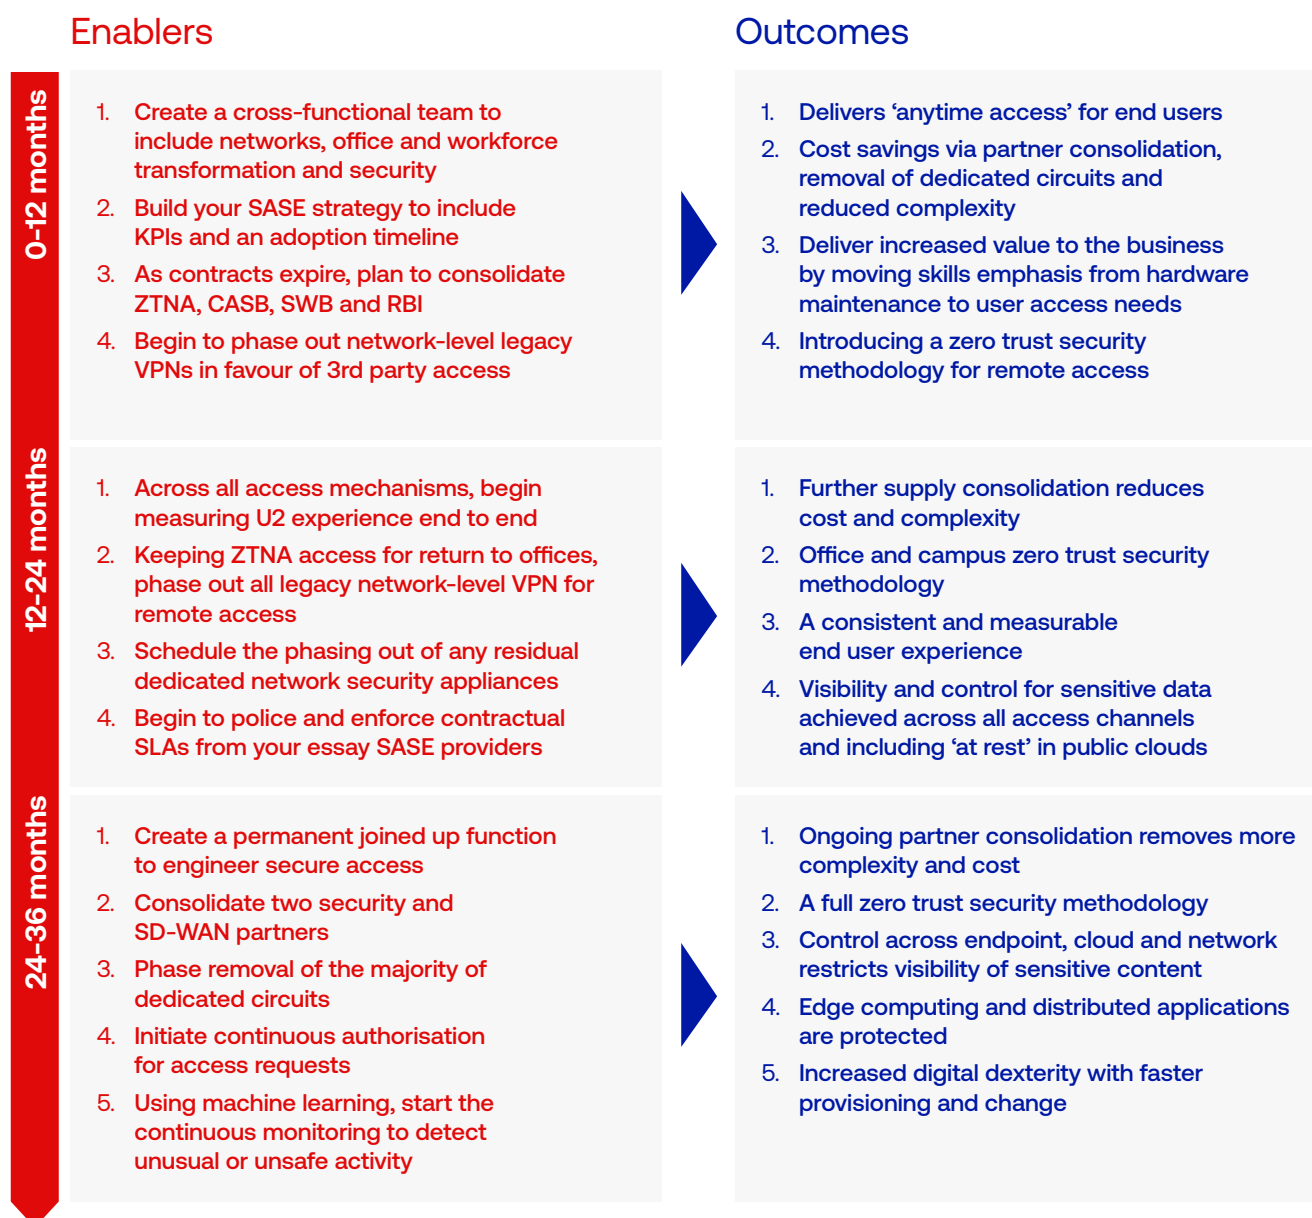 Enablers
Outcomes
0-12 months
1. Create a cross-functional team to
include networks, office and workforce
transformation and security
2. Build your SASE strategy to include
KPIs and an adoption timeline
3. As contracts expire, plan to consolidate
ZTNA, CASB, SWB and RBI
4. Begin to phase out network-level legacy
VPNs in favour of 3rd party access
1. Delivers ‘anytime access’ for end users
2. Cost savings via partner consolidation,
removal of dedicated circuits and
reduced complexity
3. Deliver increased value to the business
by moving skills emphasis from hardware
maintenance to user access needs
4. Introducing a zero trust security
methodology for remote access
12-24 months
1. Across all access mechanisms, begin
measuring U2 experience end to end
2. Keeping ZTNA access for return to offices,
phase out all legacy network-level VPN for
remote access
3. Schedule the phasing out of any residual
dedicated network security appliances
4. Begin to police and enforce contractual
SLAs from your essay SASE providers
1. Further supply consolidation reduces
cost and complexity
2. Office and campus zero trust security
methodology
3. A consistent and measurable
end user experience
4. Visibility and control for sensitive data
achieved across all access channels
and including ‘at rest’ in public clouds
24-36 months
1. Create a permanent joined up function
to engineer secure access
2. Consolidate two security and
SD-WAN partners
3. Phase removal of the majority of
dedicated circuits
4. Initiate continuous authorisation
for access requests
5. Using machine learning, start the
continuous monitoring to detect
unusual or unsafe activity
1. Ongoing partner consolidation removes more
complexity and cost
2. A full zero trust security methodology
3. Control across endpoint, cloud and network
restricts visibility of sensitive content
4. Edge computing and distributed applications
are protected
5. Increased digital dexterity with faster
provisioning and change